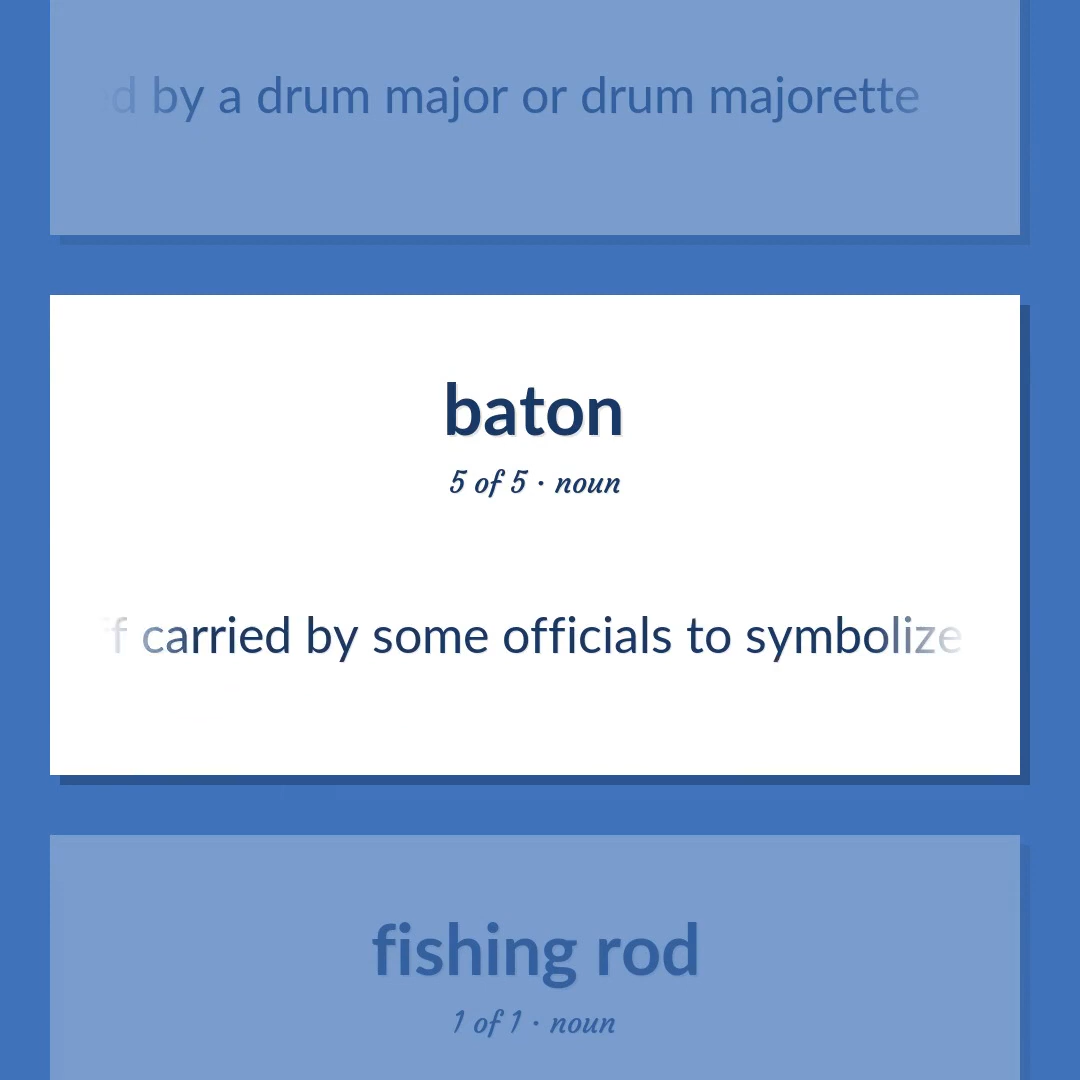 by a drum major or drum majorette
baton
5 of 5 · noun
carried by some officials to symbolize
fishing rod
1 of 1 · noun